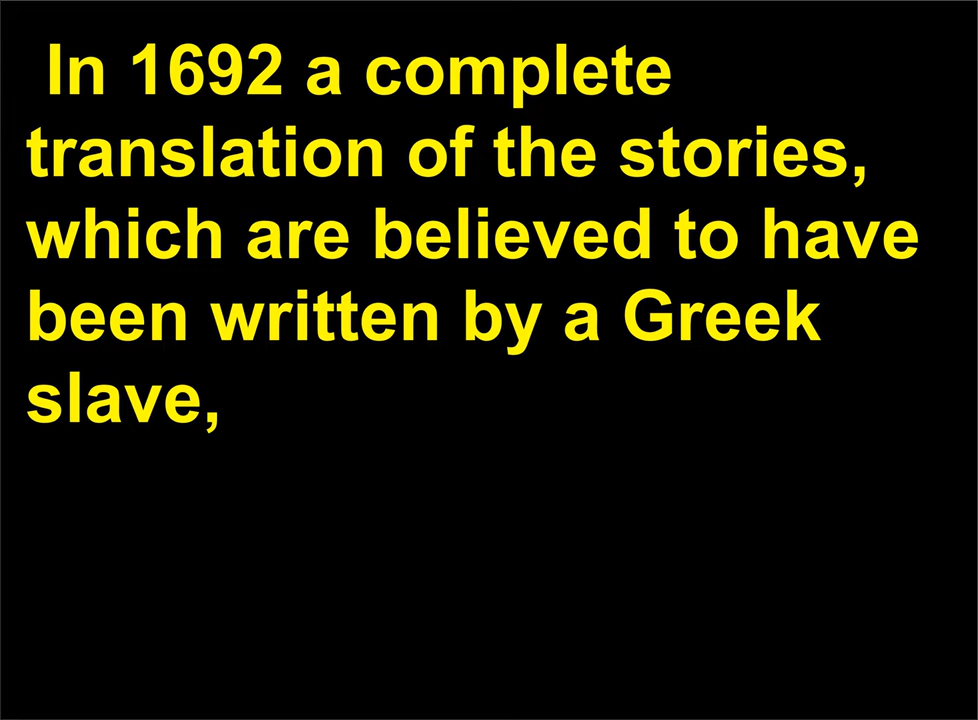 In 1692 a complete
translation of the stories,
which are believed to have
been written by a Greek
slave,